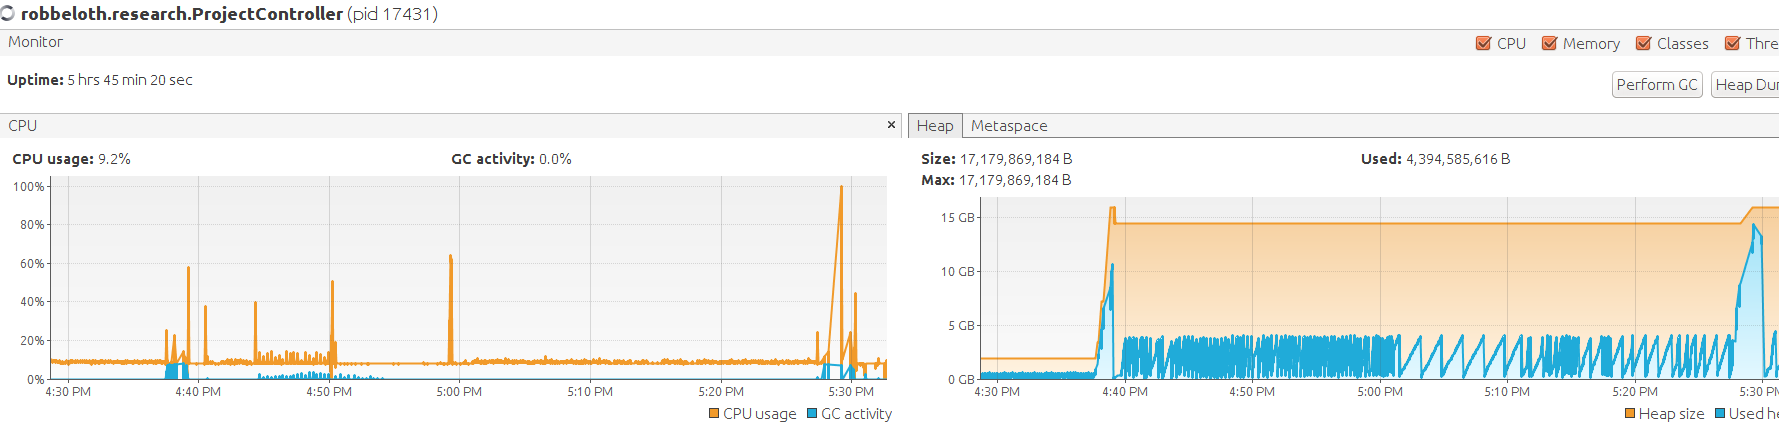 robbeloth.research.ProjectController (pid 17431)
Monitor
CPU Memory Classes Thre
Uptime: 5 hrs 45 min 20 sec
Perform GC Heap Dur
CPU ×
CPU usage: 9.2% GC activity: 0.0%
100%
80%
60%
40%
20%
0%
4:30 PM 4:40 PM 4:50 PM 5:00 PM 5:10 PM 5:20 PM 5:30 PM
CPU usage GC activity
Heap Metaspace
Size: 17,179,869,184 B Used: 4,394,585,616 B
Max: 17,179,869,184 B
15 GB
10 GB
5 GB
0 GB
4:30 PM 4:40 PM 4:50 PM 5:00 PM 5:10 PM 5:20 PM 5:30
Heap size Used he